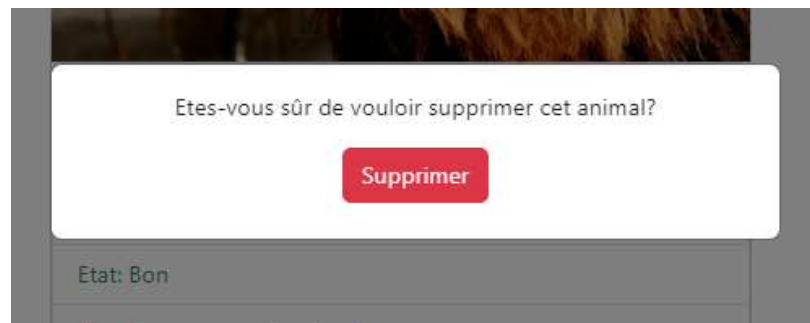 Etes-vous sûr de vouloir supprimer cet animal?
Supprimer
Etat: Bon